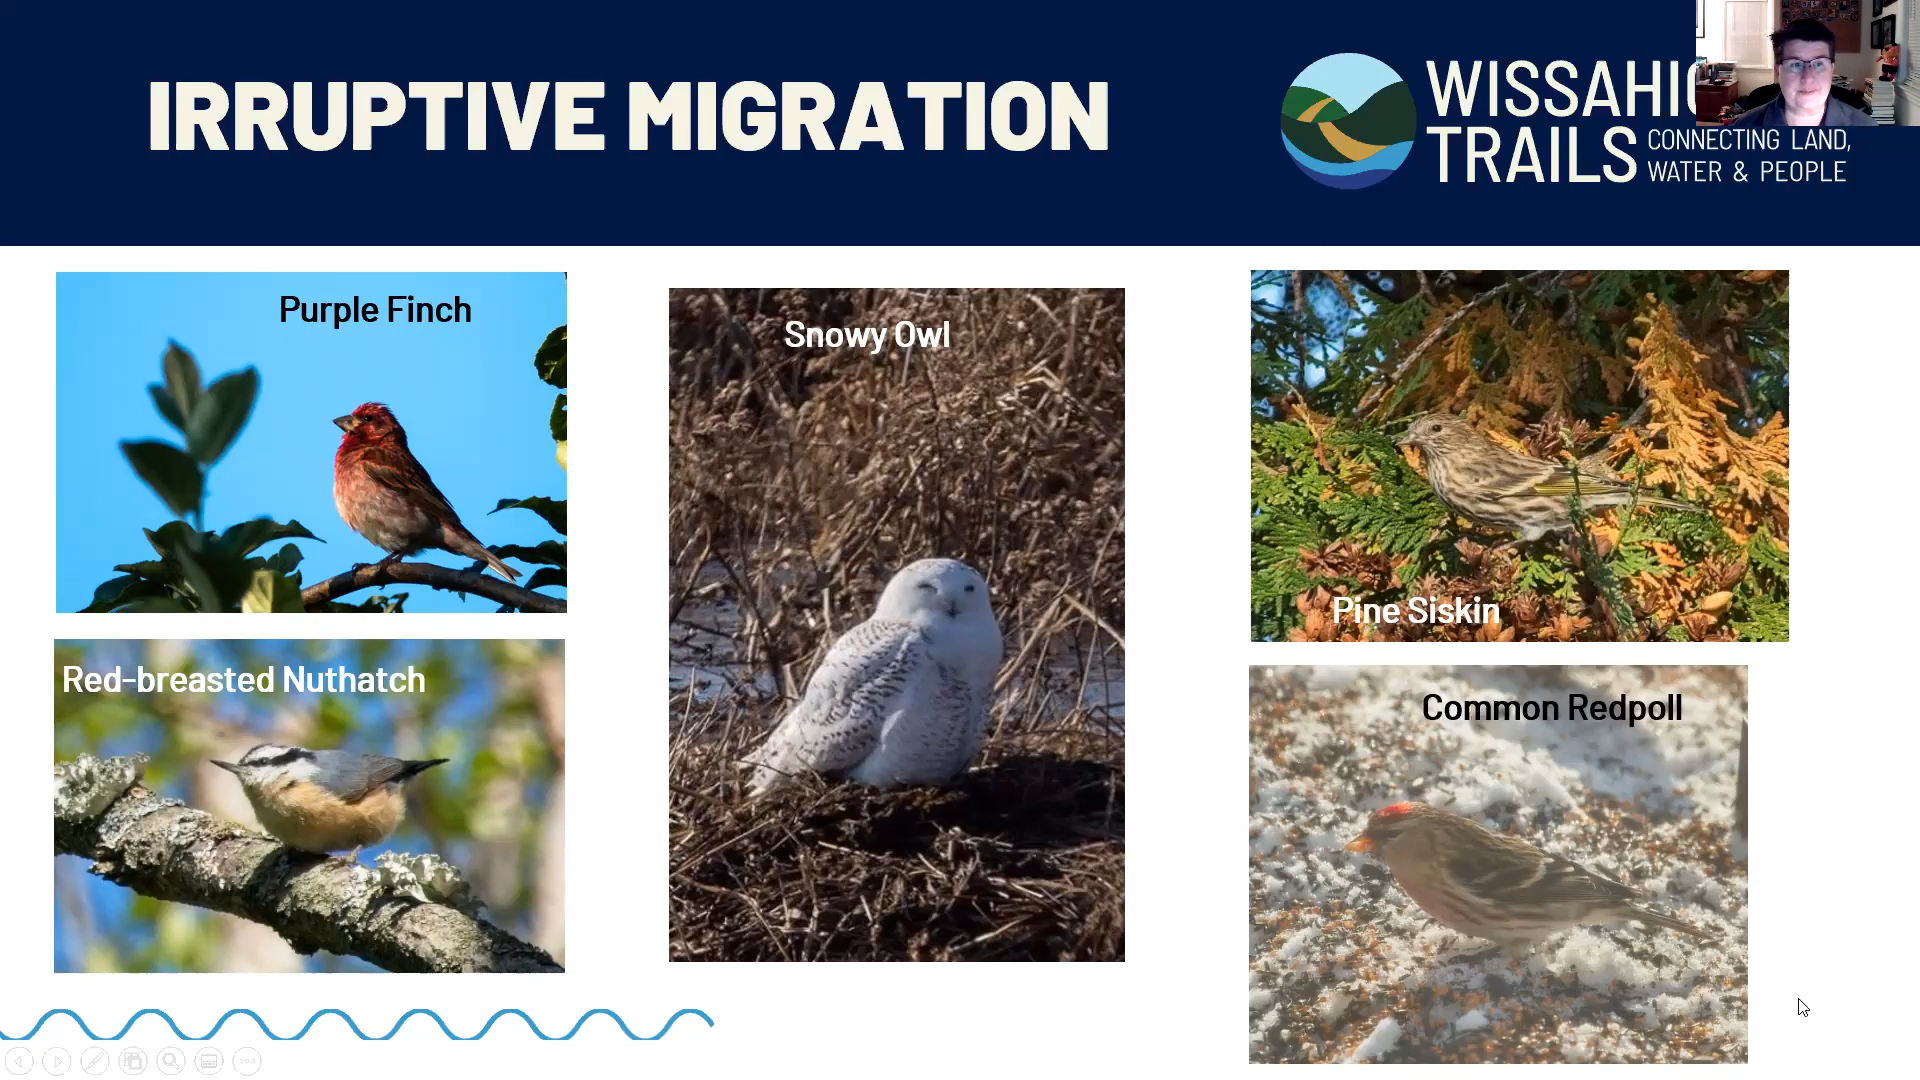 IRRUPTIVE MIGRATION
WISSAHIC
TRAILS
CONNECTING LAND,
WATER & PEOPLE
Purple Finch
Snowy Owl
Pine Siskin
Red-breasted Nuthatch
Common Redpoll